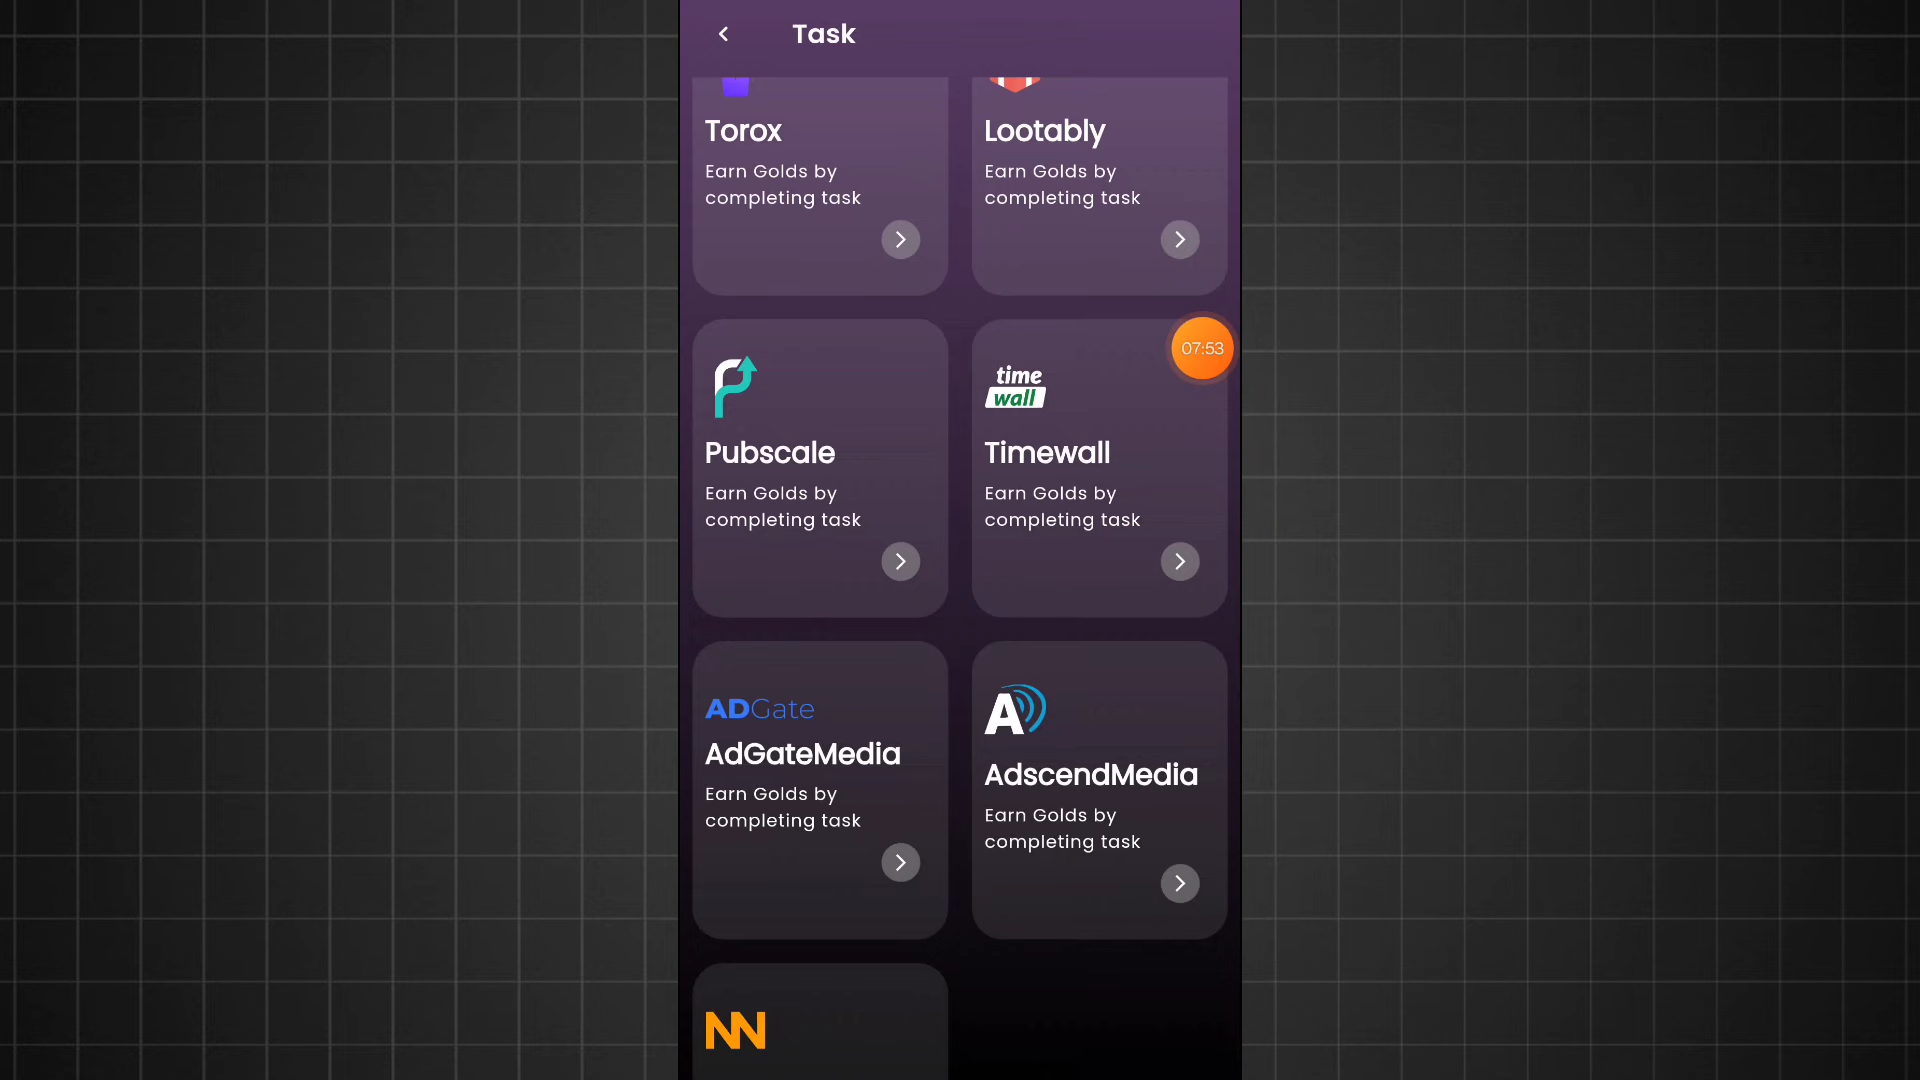 Task
Torox
Earn Golds by
completing task
Lootably
Earn Golds by
completing task
Pubscale
Earn Golds by
completing task
07:53
time
wall
Timewall
Earn Golds by
completing task
ADGate
AdGateMedia
Earn Golds by
completing task
A
AdscendMedia
Earn Golds by
completing task